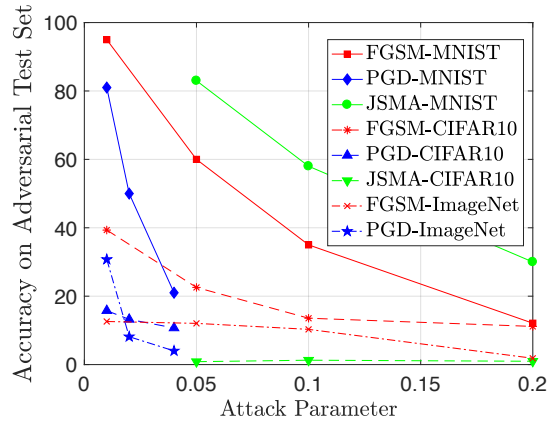 Accuracy on Adversarial Test Set
100
80
60
40
20
0
FGSM-MNIST
PGD-MNIST
JSMA-MNIST
FGSM-CIFAR10
PGD-CIFAR10
JSMA-CIFAR10
FGSM-ImageNet
PGD-ImageNet
0 0.05 0.1 0.15 0.2
Attack Parameter